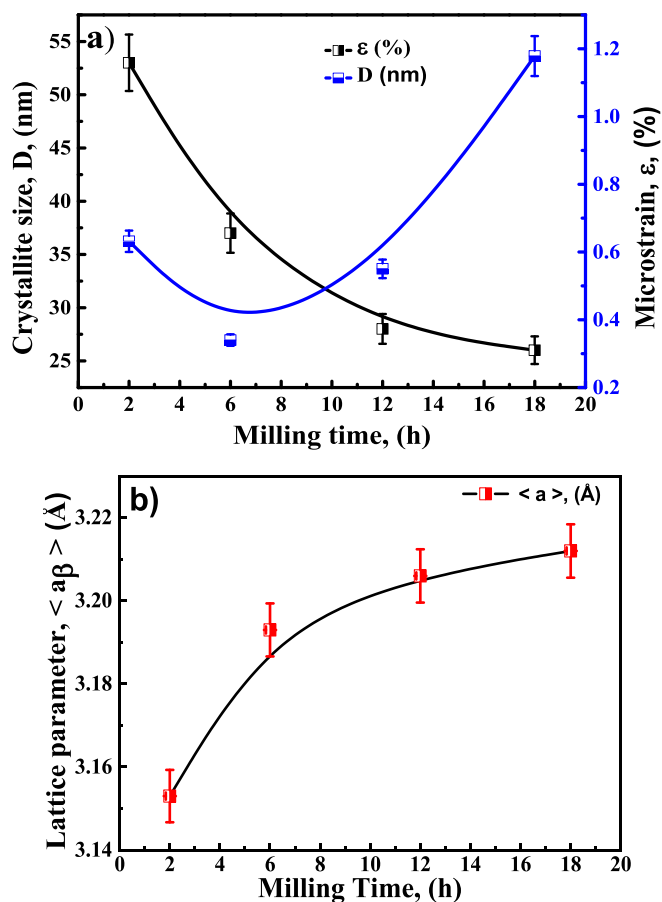 a)
ε (%)
D (nm)
Crystallite size, D, (nm)
55
50
45
40
35
30
25
Microstrain, ε, (%)
1.2
1.0
0.8
0.6
0.4
0.2
0 2 4 6 8 10 12 14 16 18 20
Milling time, (h)
b)
< a >, (Å)
Lattice parameter, < aβ > (Å)
3.22
3.20
3.18
3.16
3.14
0 2 4 6 8 10 12 14 16 18 20
Milling Time, (h)